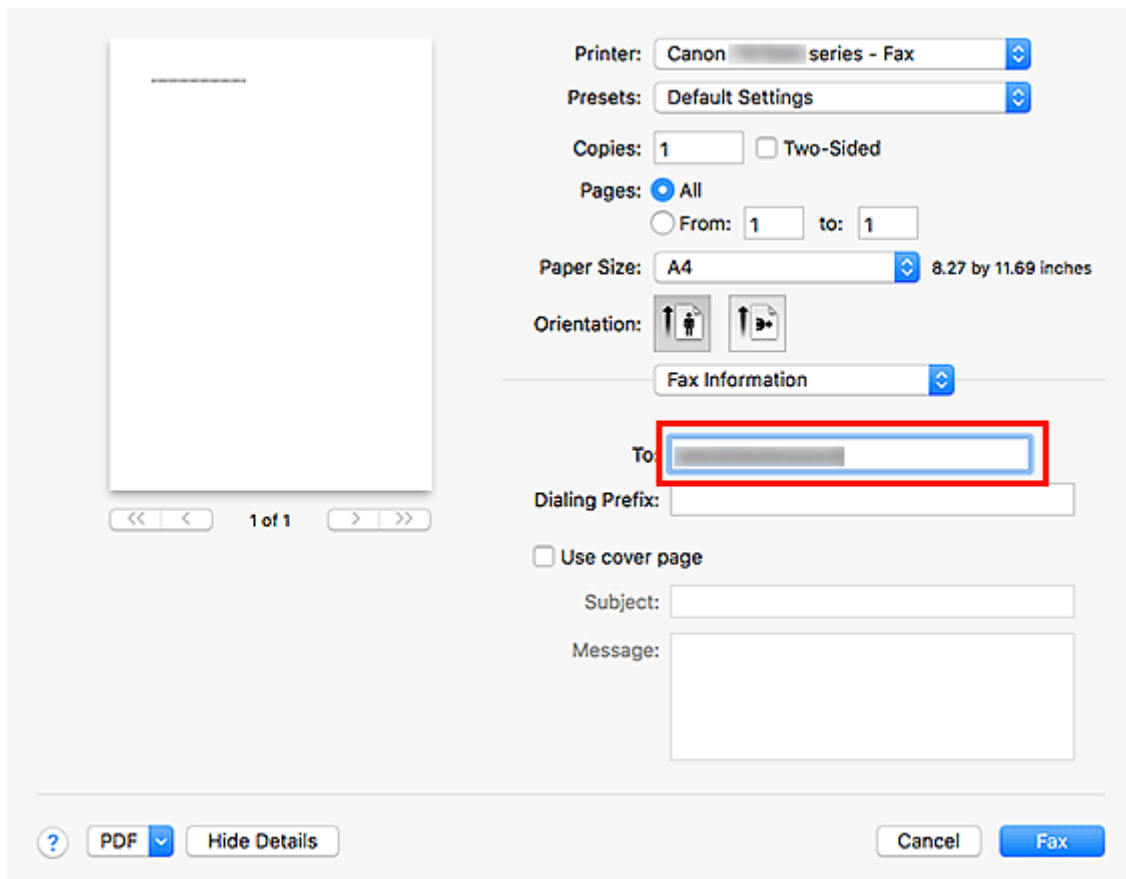 Printer: Canon series - Fax
Presets: Default Settings
Copies: 1 Two-Sided
Pages: All
From: 1 to: 1
Paper Size: A4 8.27 by 11.69 inches
Orientation:
Fax Information
To:
Dialing Prefix:
1 of 1
Use cover page
Subject:
Message:
? PDF Hide Details Cancel Fax